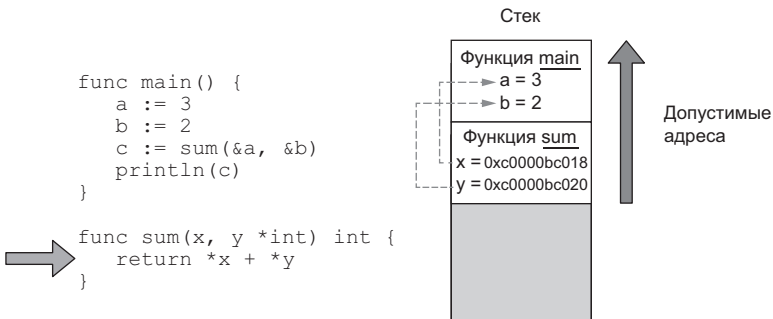 Стек
func main() {
a := 3
b := 2
c := sum(&a, &b)
println(c)
}
func sum(x, y *int) int {
return *x + *y
}
Функция main
a = 3
b = 2
Функция sum
x = 0xc0000bc018
y = 0xc0000bc020
Допустимые
адреса